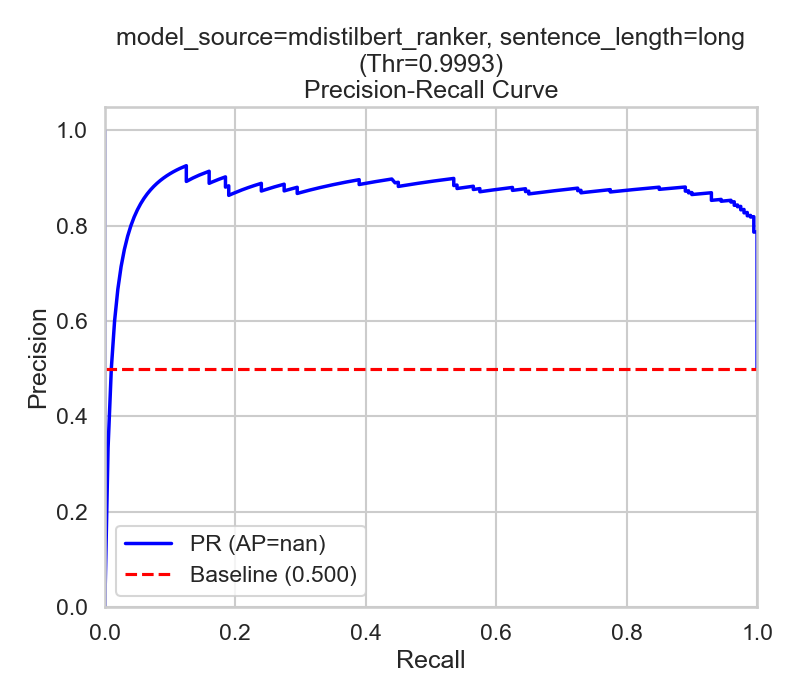 model_source=mdistilbert_ranker, sentence_length=long
(Thr=0.9993)
Precision-Recall Curve
1.0
0.8
0.6
0.4
0.2
0.0
Precision
PR (AP=nan)
Baseline (0.500)
0.0 0.2 0.4 0.6 0.8 1.0
Recall